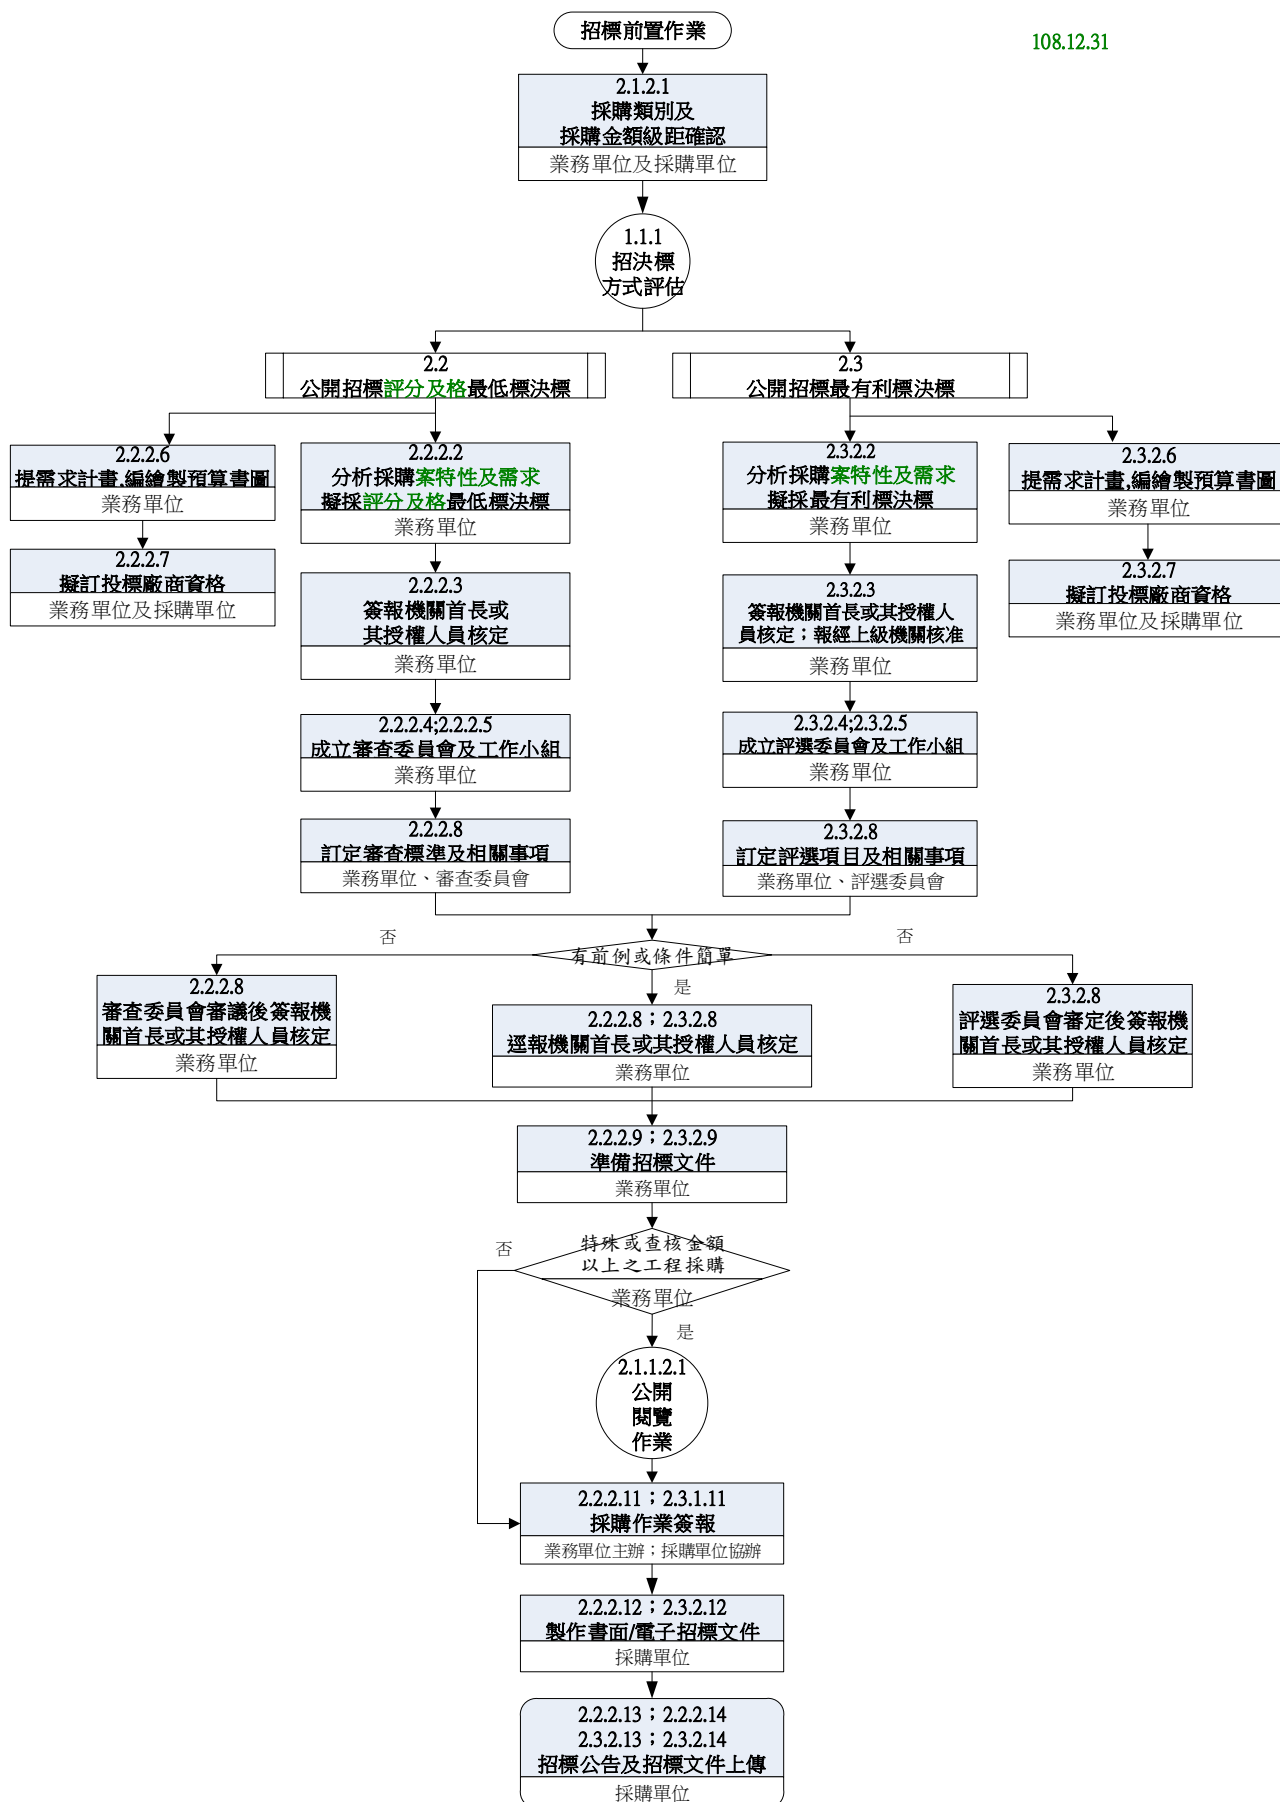 招標前置作業
108.12.31
2.1.2.1
採購類別及
採購金額級距確認
業務單位及採購單位
1.1.1
招決標
方式評估
2.2
公開招標評分及格最低標決標
2.3
公開招標最有利標決標
2.2.2.6
提需求計畫,編繪製預算書圖
業務單位
2.2.2.7
擬訂投標廠商資格
業務單位及採購單位
2.2.2.2
分析採購案特性及需求
擬採評分及格最低標決標
業務單位
2.2.2.3
簽報機關首長或
其授權人員核定
業務單位
2.2.2.4;2.2.2.5
成立審查委員會及工作小組
業務單位
2.2.2.8
訂定審查標準及相關事項
業務單位、審查委員會
2.3.2.2
分析採購案特性及需求
擬採最有利標決標
業務單位
2.3.2.3
簽報機關首長或其授權人
員核定；報經上級機關核准
業務單位
2.3.2.4;2.3.2.5
成立評選委員會及工作小組
業務單位
2.3.2.8
訂定評選項目及相關事項
業務單位、評選委員會
2.3.2.6
提需求計畫,編繪製預算書圖
業務單位
2.3.2.7
擬訂投標廠商資格
業務單位及採購單位
有前例或條件簡單
否
否
是
2.2.2.8
審查委員會審議後簽報機
關首長或其授權人員核定
業務單位
2.2.2.8；2.3.2.8
逕報機關首長或其授權人員核定
業務單位
2.3.2.8
評選委員會審定後簽報機
關首長或其授權人員核定
業務單位
2.2.2.9；2.3.2.9
準備招標文件
業務單位
特殊或查核金額
以上之工程採購
業務單位
否
是
2.1.1.2.1
公開
閱覽
作業
2.2.2.11；2.3.1.11
採購作業簽報
業務單位主辦；採購單位協辦
2.2.2.12；2.3.2.12
製作書面/電子招標文件
採購單位
2.2.2.13；2.2.2.14
2.3.2.13；2.3.2.14
招標公告及招標文件上傳
採購單位